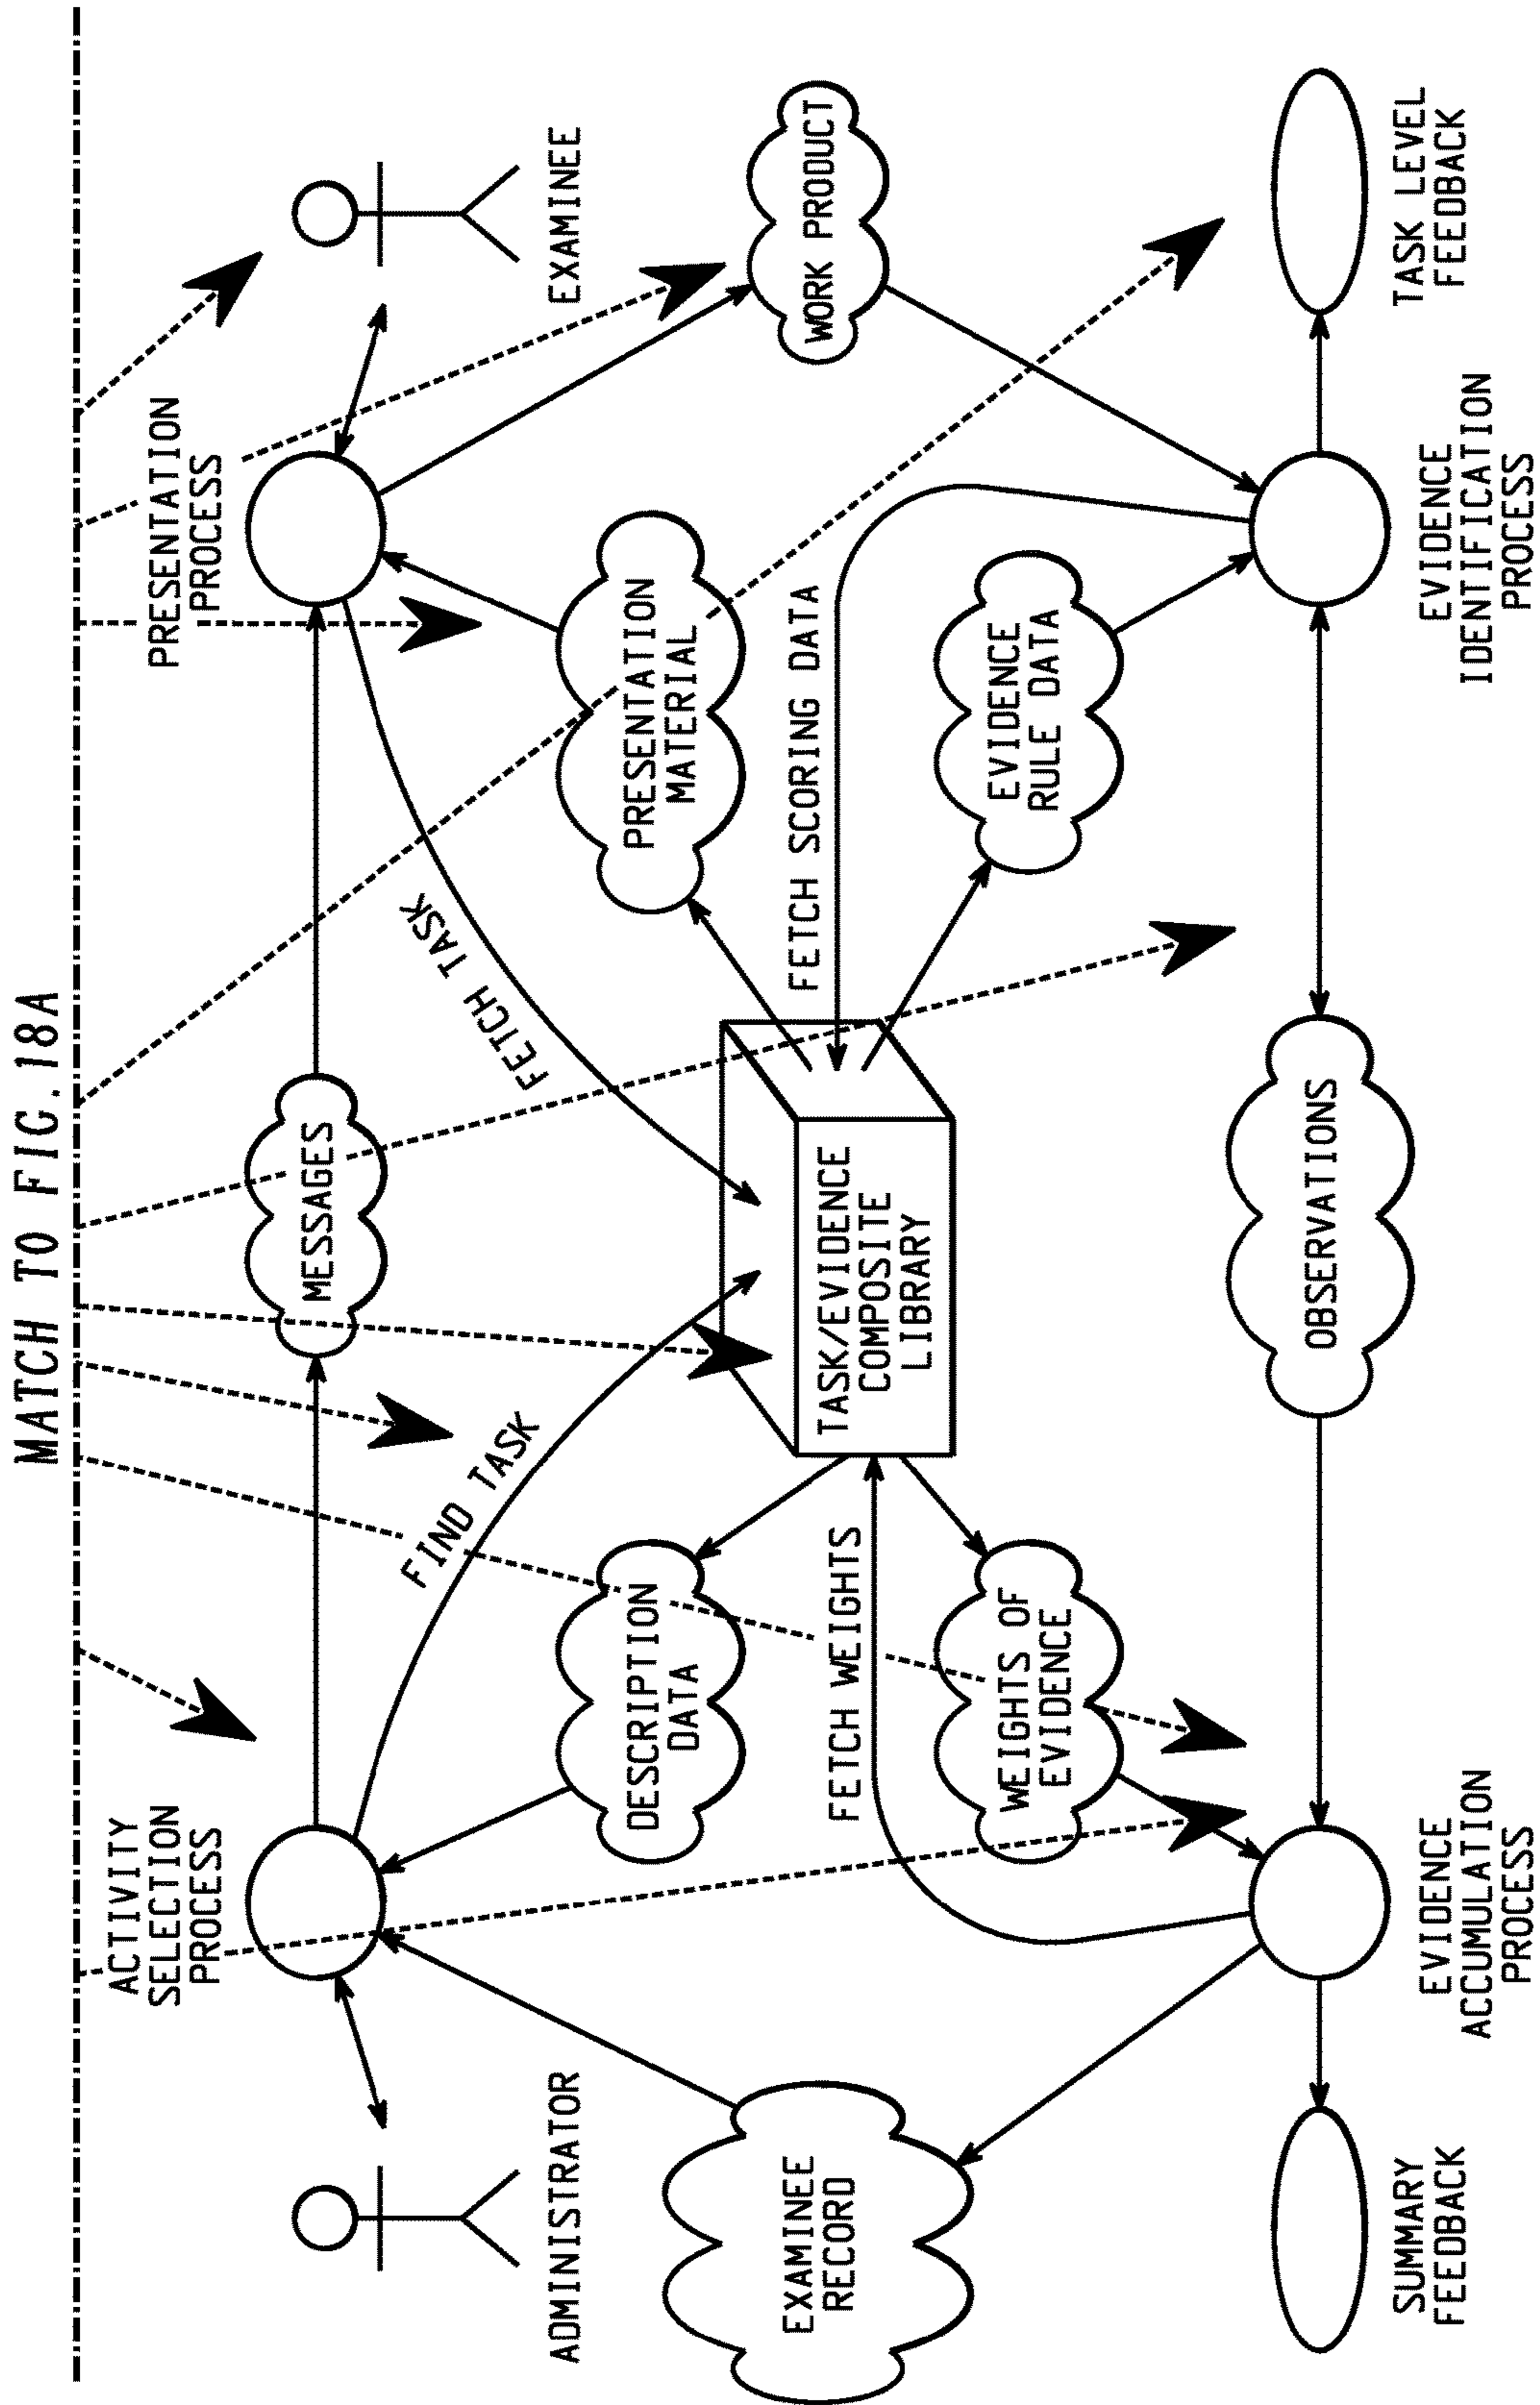 MATCH TO FIG.18A
ACTIVITY
SELECTION
PROCESS
PRESENTATION
PROCESS
MESSAGES
ADMINISTRATOR
EXAMINEE
FIND TASK
FETCH TASK
DESCRIPTION
DATA
PRESENTATION
MATERIAL
EXAMINEE
RECORD
FETCH WEIGHTS
TASK/EVIDENCE
COMPOSITE
LIBRARY
FETCH SCORING DATA
WORK PRODUCT
WEIGHTS OF
EVIDENCE
EVIDENCE
RULE DATA
OBSERVATIONS
SUMMARY
FEEDBACK
EVIDENCE
ACCUMULATION
PROCESS
EVIDENCE
IDENTIFICATION
PROCESS
TASK LEVEL
FEEDBACK